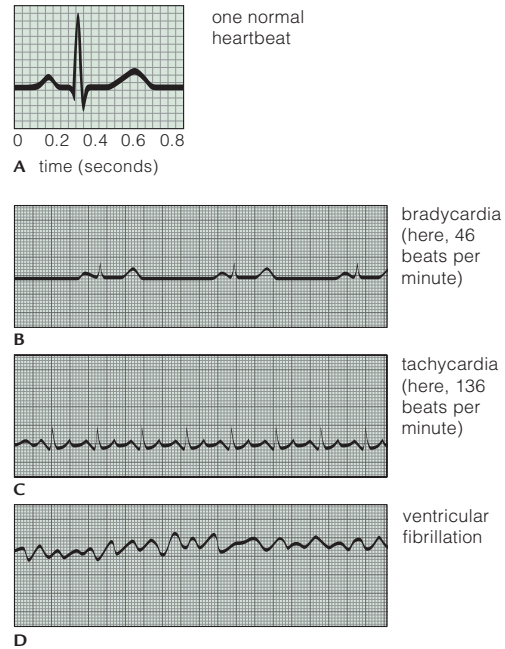 one normal
heartbeat
0 0.2 0.4 0.6 0.8
A time (seconds)
bradycardia
(here, 46
beats per
minute)
B
tachycardia
(here, 136
beats per
minute)
C
ventricular
fibrillation
D